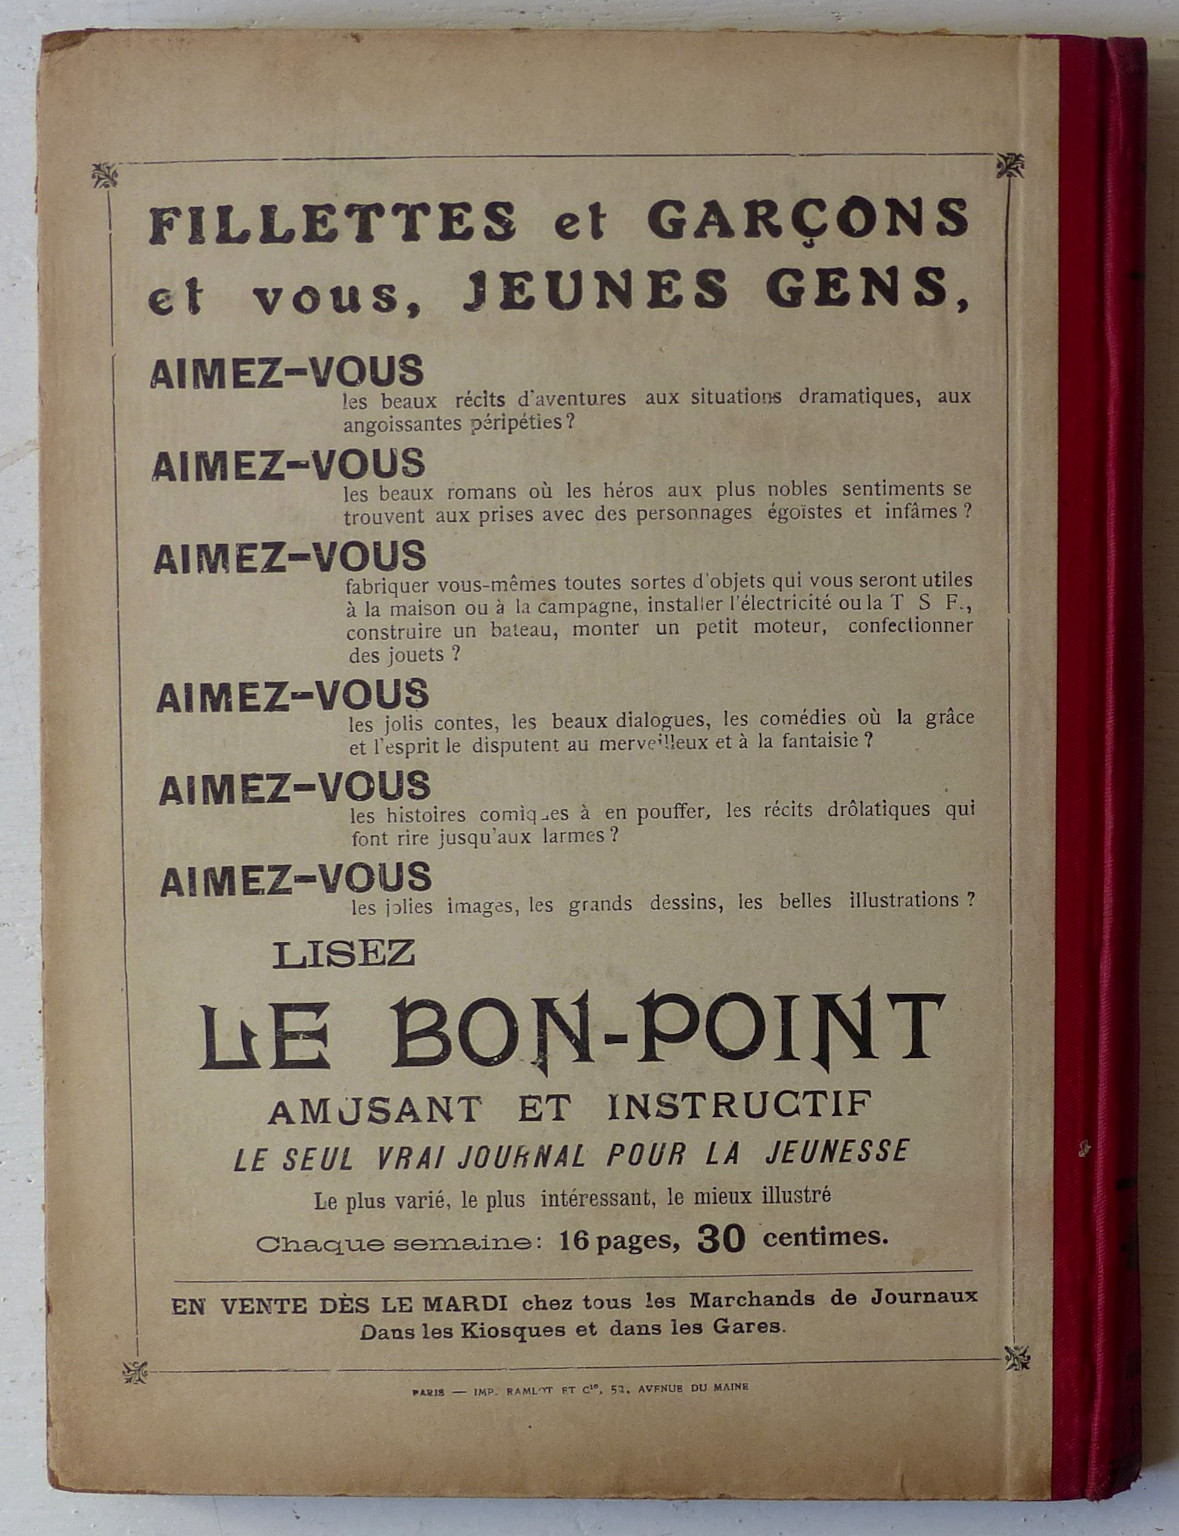 FILLETTES et GARÇONS
et vous, JEUNES GENS,
AIMEZ-VOUS
les beaux récits d'aventures aux situations dramatiques, aux
angoissantes péripéties ?
AIMEZ-VOUS
les beaux romans où les héros aux plus nobles sentiments se
trouvent aux prises avec des personnages égoïstes et infâmes ?
AIMEZ-VOUS
fabriquer vous-mêmes toutes sortes d'objets qui vous seront utiles
à la maison ou à la campagne, installer l'électricité ou la T S F.,
construire un bateau, monter un petit moteur, confectionner
des jouets ?
AIMEZ-VOUS
les jolis contes, les beaux dialogues, les comédies où la grâce
et l'esprit le disputent au merveilleux et à la fantaisie ?
AIMEZ-VOUS
les histoires comiques à en pouffer, les récits drôlatiques qui
font rire jusqu'aux larmes ?
AIMEZ-VOUS
les jolies images, les grands dessins, les belles illustrations ?
LISEZ
LE BON-POINT
AMUSANT ET INSTRUCTIF
LE SEUL VRAI JOURNAL POUR LA JEUNESSE
Le plus varié, le plus intéressant, le mieux illustré
Chaque semaine : 16 pages, 30 centimes.
EN VENTE DÈS LE MARDI chez tous les Marchands de Journaux
Dans les Kiosques et dans les Gares.
PARIS — IMP. RAMLOT ET Cie, 52, AVENUE DU MAINE